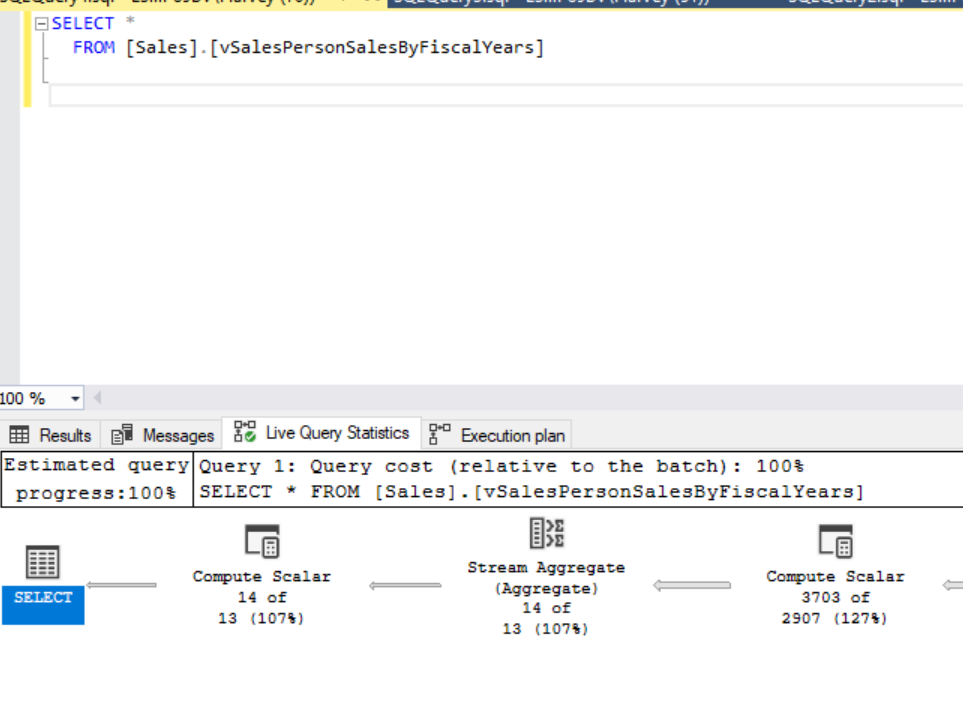 SELECT *
FROM [Sales].[vSalesPersonSalesByFiscalYears]
100 %
Results Messages Live Query Statistics Execution plan
Estimated query
progress:100%
Query 1: Query cost (relative to the batch): 100%
SELECT * FROM [Sales].[vSalesPersonSalesByFiscalYears]
SELECT
Compute Scalar
14 of
13 (107%)
Stream Aggregate
(Aggregate)
14 of
13 (107%)
Compute Scalar
3703 of
2907 (127%)